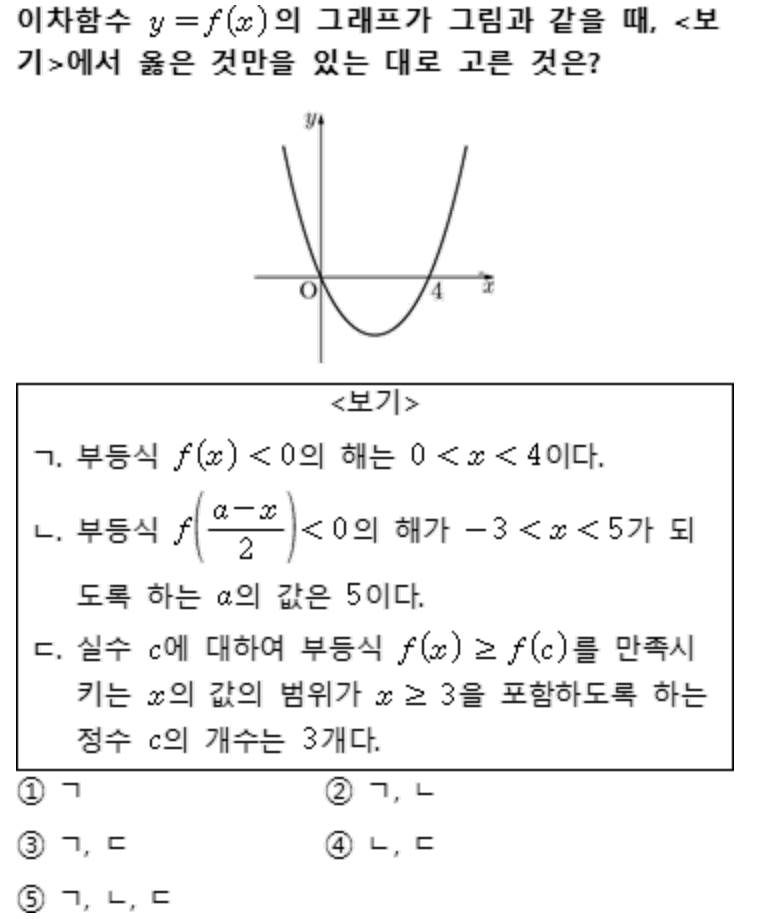 이차함수 y=f(x)의 그래프가 그림과 같을 때, <보
기>에서 옳은 것만을 있는 대로 고른 것은?
y
O 4 x
<보기>
ㄱ. 부등식 f(x)<0의 해는 0<x<4이다.
ㄴ. 부등식 f((a-x)/2)<0의 해가 -3<x<5가 되
도록 하는 a의 값은 5이다.
ㄷ. 실수 c에 대하여 부등식 f(x)≥f(c)를 만족시
키는 x의 값의 범위가 x≥3을 포함하도록 하는
정수 c의 개수는 3개다.
① ㄱ ② ㄱ, ㄴ
③ ㄱ, ㄷ ④ ㄴ, ㄷ
⑤ ㄱ, ㄴ, ㄷ